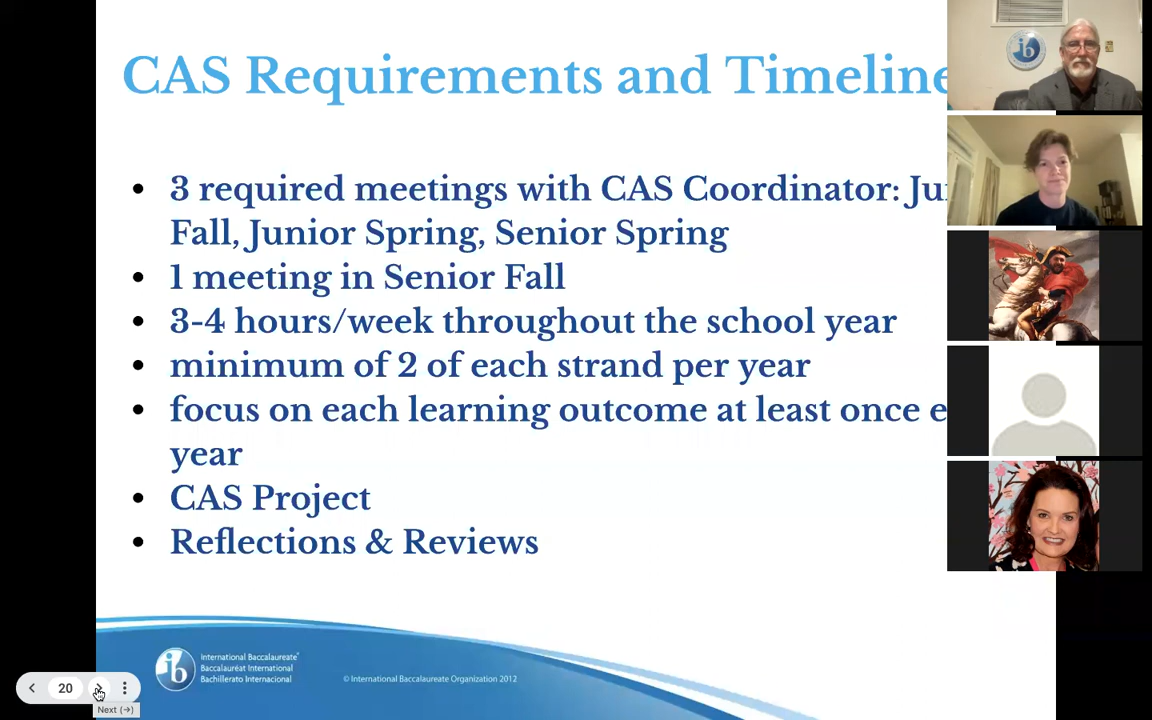 CAS Requirements and Timeline
3 required meetings with CAS Coordinator:
Fall, Junior Spring, Senior Spring
1 meeting in Senior Fall
3-4 hours/week throughout the school year
minimum of 2 of each strand per year
focus on each learning outcome at least once
year
CAS Project
Reflections & Reviews
International Baccalaureate®
Baccalauréat International
Bachillerato Internacional
© International Baccalaureate Organization 2012
20
Next (→)
ib
ib